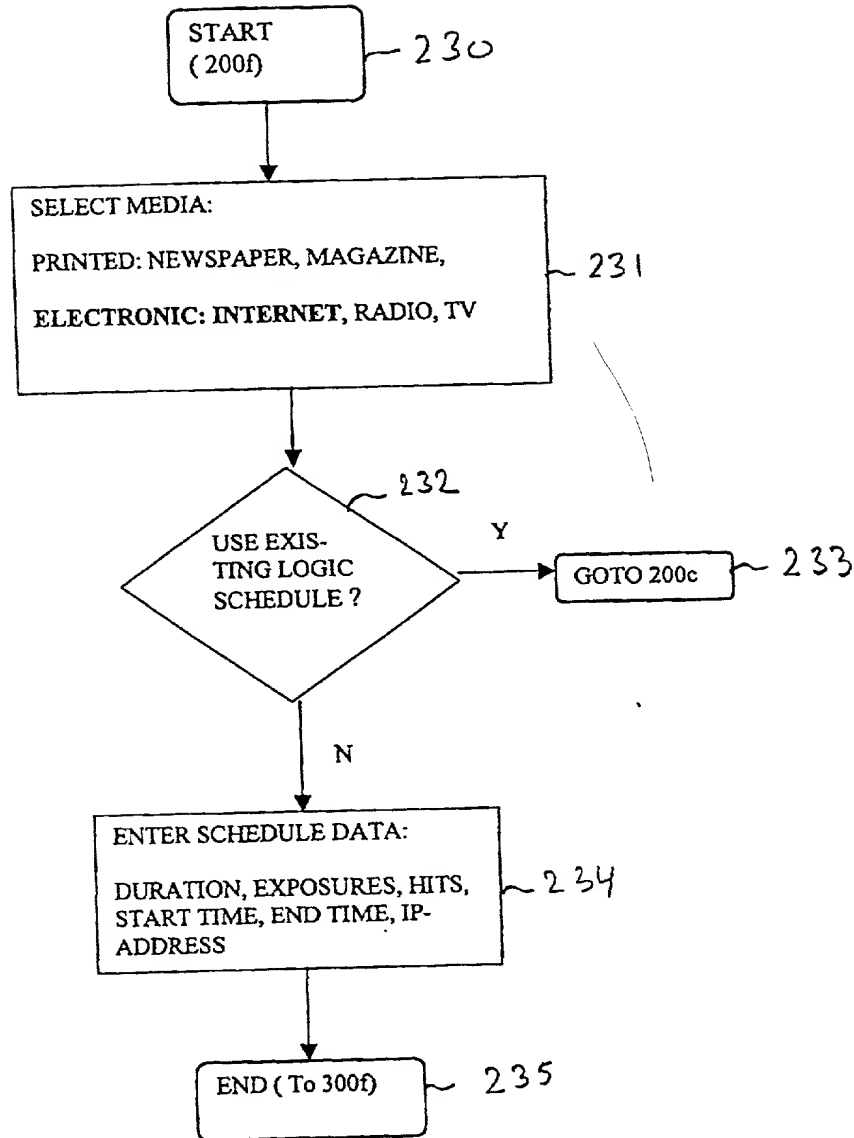 START
( 200f)
230
SELECT MEDIA:
PRINTED: NEWSPAPER, MAGAZINE,
ELECTRONIC: INTERNET, RADIO, TV
231
232
USE EXIS-
TING LOGIC
SCHEDULE ?
Y
GOTO 200c
233
N
ENTER SCHEDULE DATA:
DURATION, EXPOSURES, HITS,
START TIME, END TIME, IP-
ADDRESS
234
END ( To 300f)
235